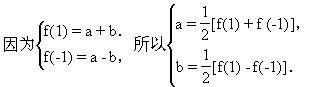 因为{f(1) = a + b. f(-1) = a - b, 所以{a = 1/2[f(1) + f (-1)], b = 1/2[f(1) - f(-1)].